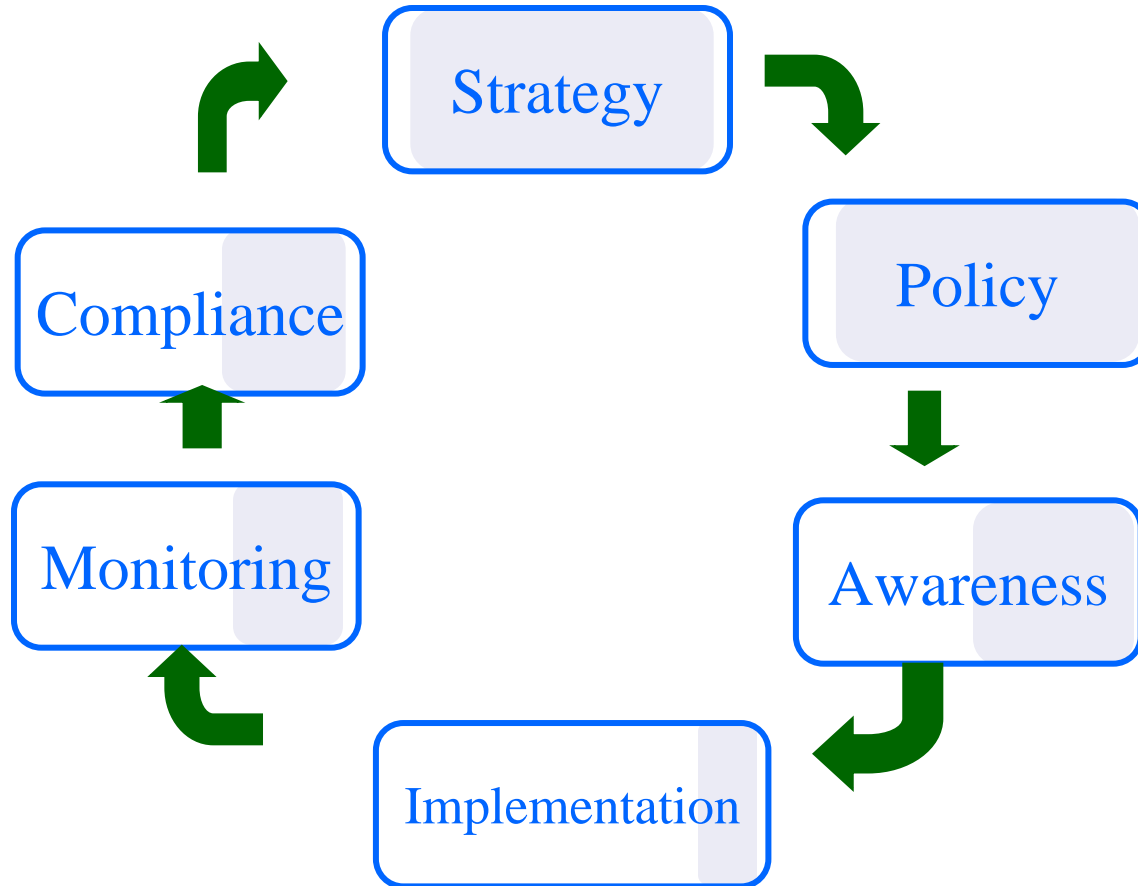 Strategy
Policy
Awareness
Implementation
Monitoring
Compliance